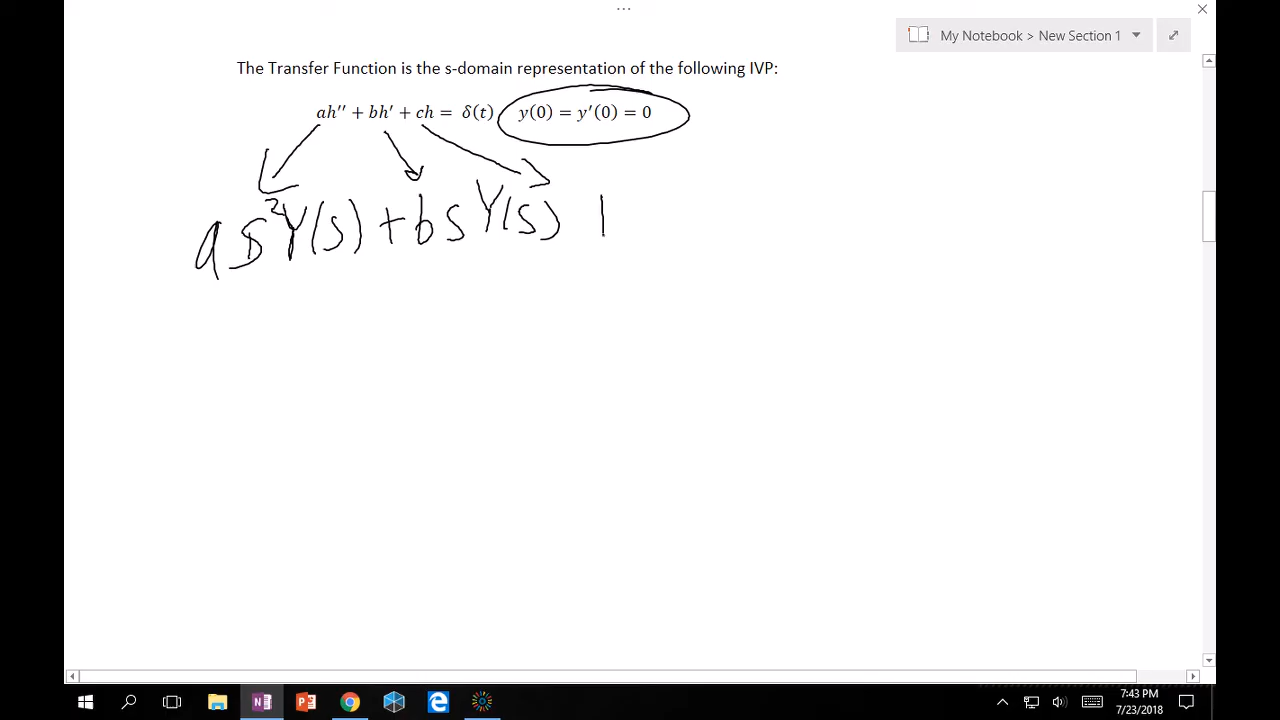 My Notebook > New Section 1
The Transfer Function is the s-domain representation of the following IVP:
ah′′ + bh′ + ch = δ(t) y(0) = y′(0) = 0
as²Y(s) + bsY(s) |
7:43 PM
7/23/2018